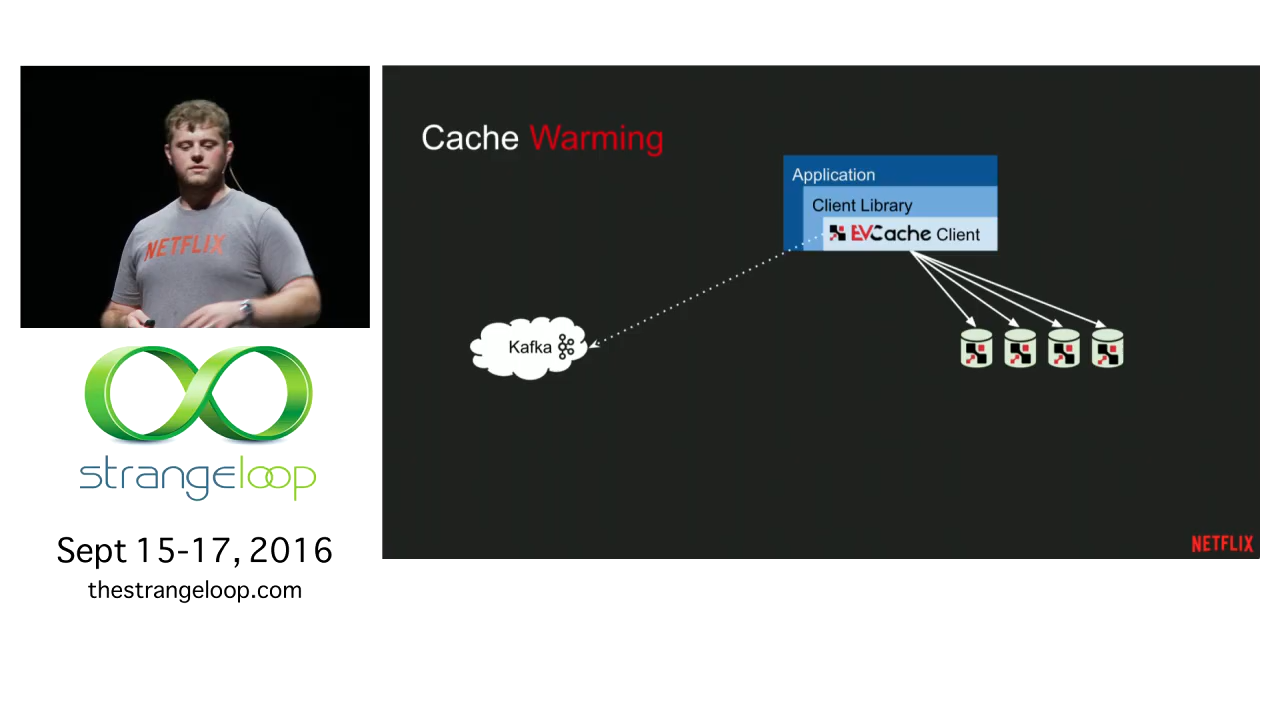 NETFLIX
strangeloop
Sept 15-17, 2016
thestrangeloop.com
Cache Warming
Application
Client Library
EVCache Client
Kafka
NETFLIX